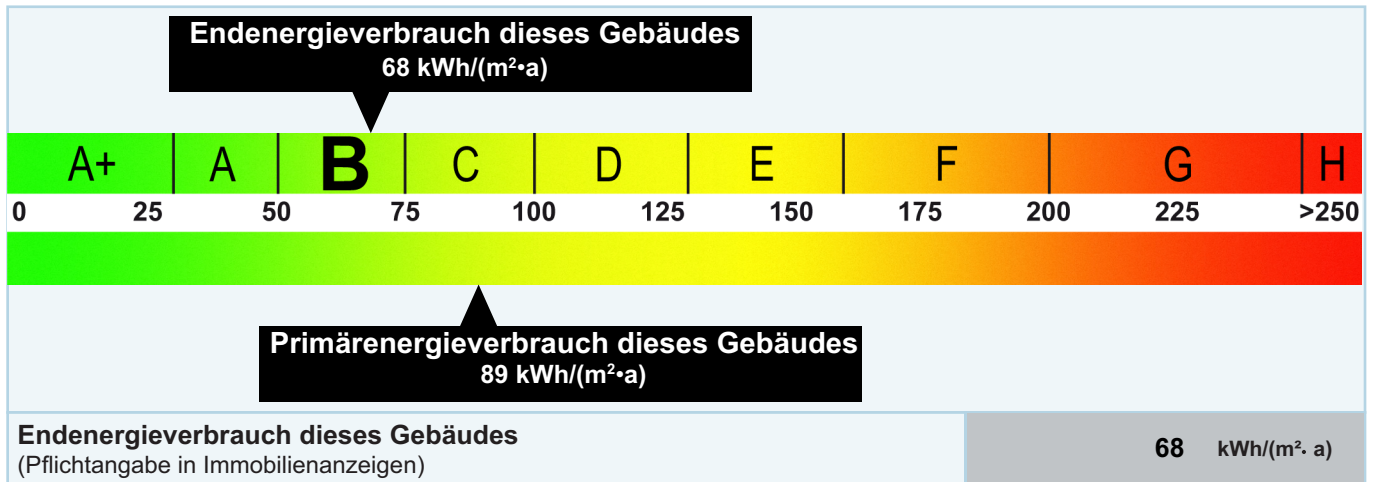 Endenergieverbrauch dieses Gebäudes
68 kWh/(m²•a)
A+ A B C D E F G H
0 25 50 75 100 125 150 175 200 225 >250
Primärenergieverbrauch dieses Gebäudes
89 kWh/(m²•a)
Endenergieverbrauch dieses Gebäudes
(Pflichtangabe in Immobilienanzeigen)
68 kWh/(m²· a)